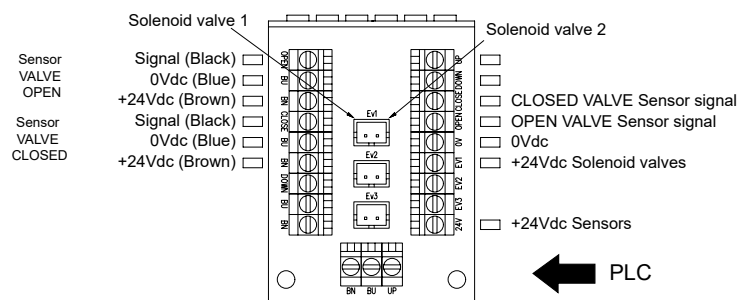 Solenoid valve 1
Solenoid valve 2
Sensor
VALVE
OPEN
Signal (Black)
0Vdc (Blue)
+24Vdc (Brown)
Sensor
VALVE
CLOSED
Signal (Black)
0Vdc (Blue)
+24Vdc (Brown)
OPEN
BU
BN
CLOSE
BU
BN
DOWN
BU
BN
Ev1
Ev2
Ev3
UP
DOWN
CLOSE
OPEN
0V
EV1
EV2
EV3
24V
CLOSED VALVE Sensor signal
OPEN VALVE Sensor signal
0Vdc
+24Vdc Solenoid valves
+24Vdc Sensors
BN BU UP
PLC